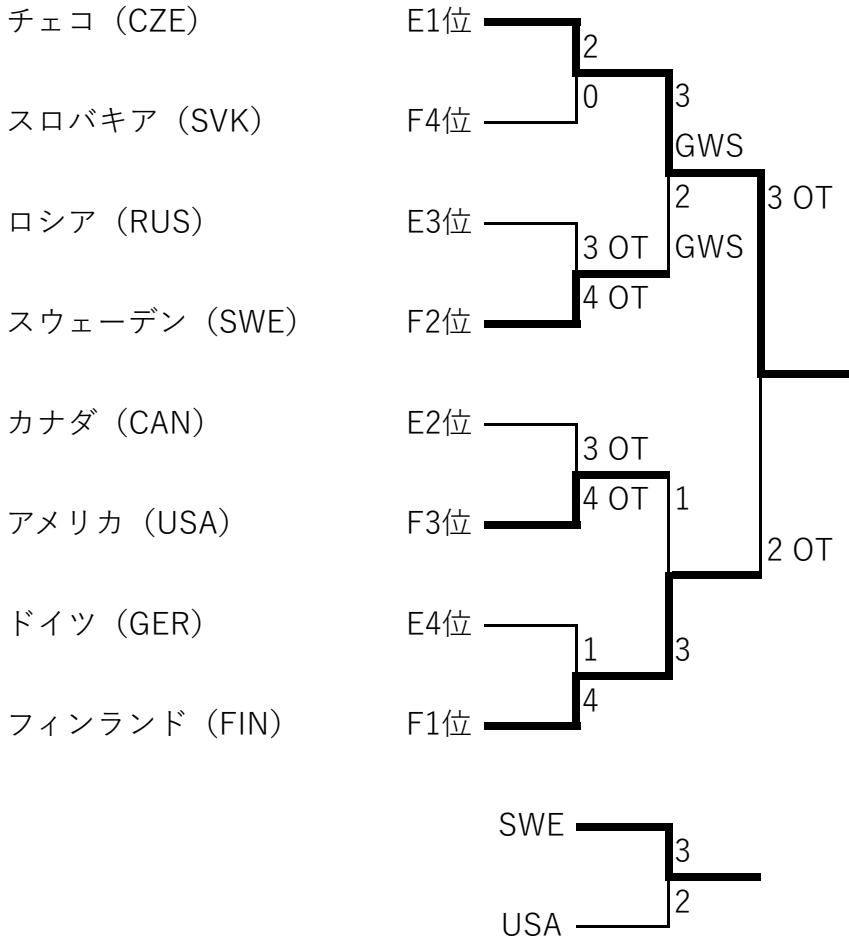 チェコ（CZE） E1位
2
0
スロバキア（SVK） F4位
3
GWS
2
GWS
ロシア（RUS） E3位
3 OT
4 OT
スウェーデン（SWE） F2位
3 OT
2 OT
カナダ（CAN） E2位
3 OT
4 OT
アメリカ（USA） F3位
1
3
ドイツ（GER） E4位
1
4
フィンランド（FIN） F1位
SWE
3
2
USA